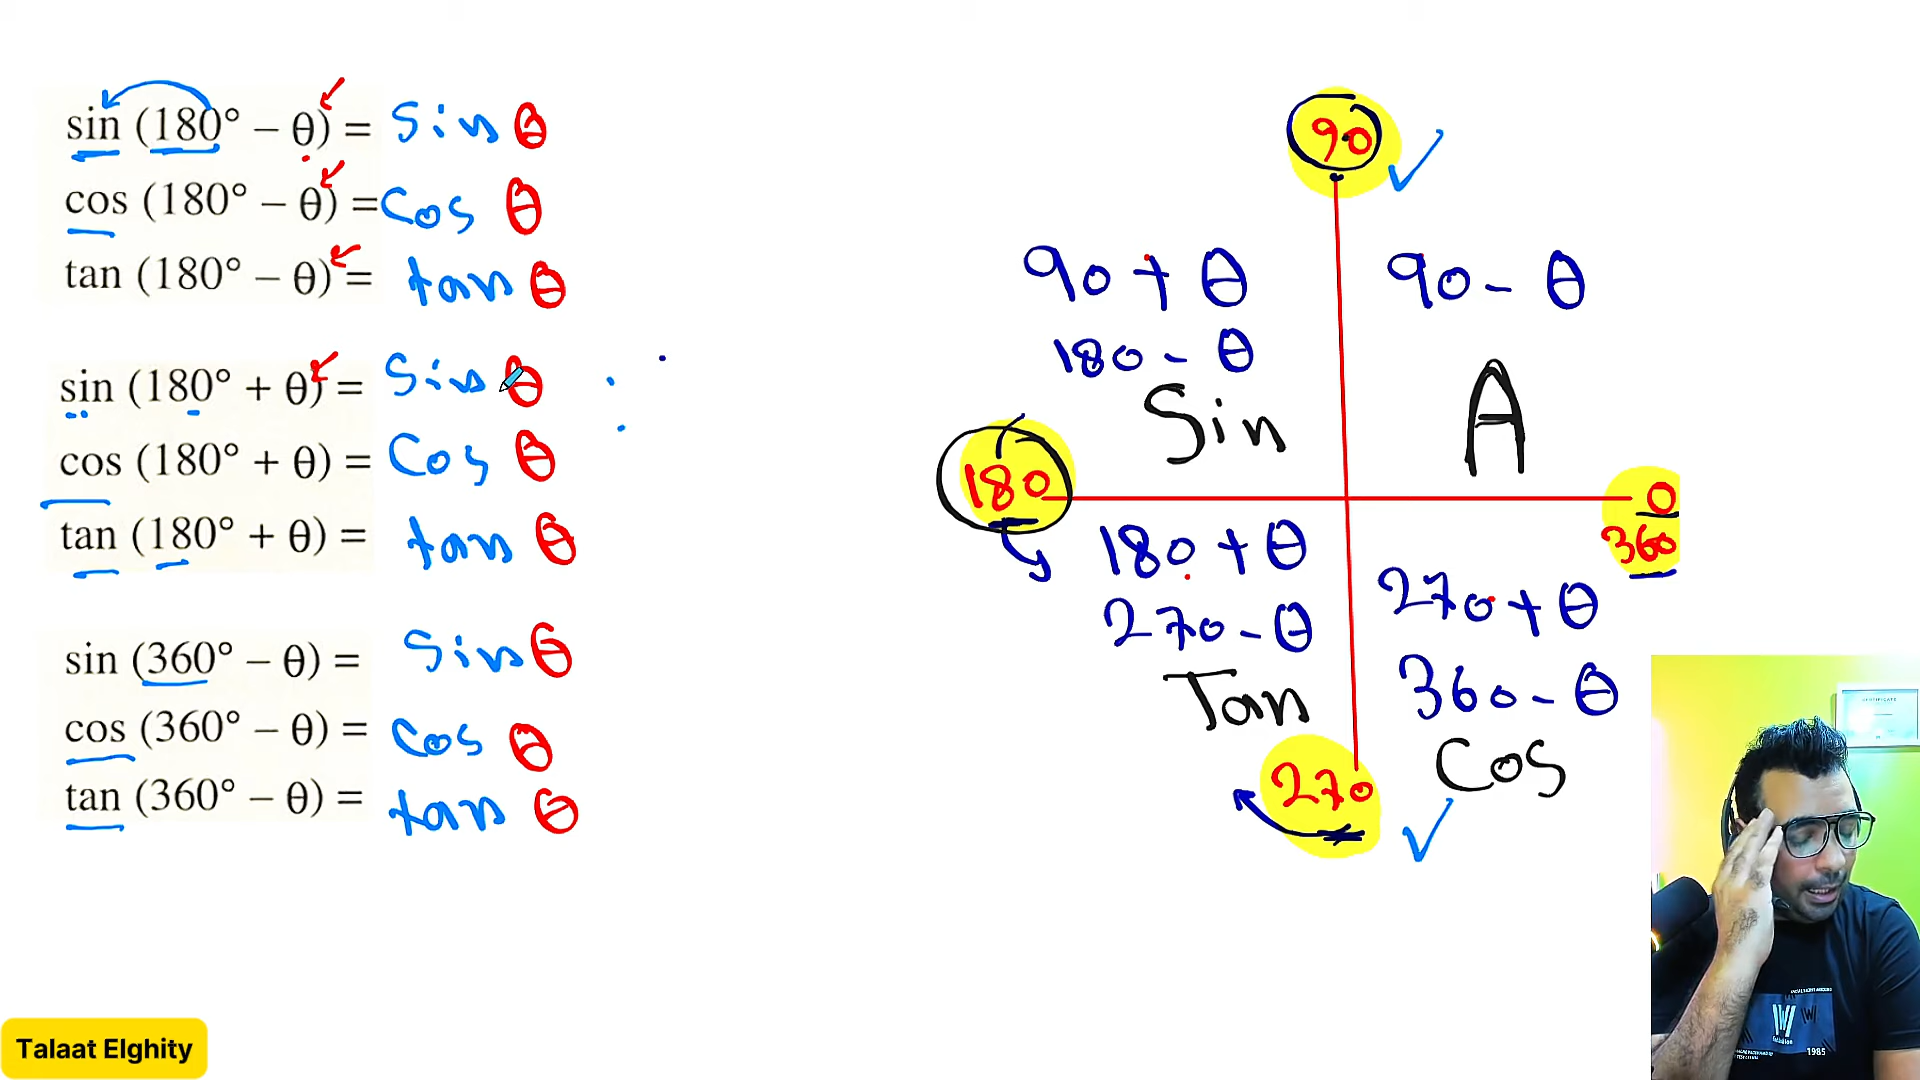 sin (180° – θ) = Sin θ
cos (180° – θ) = Cos θ
tan (180° – θ) = tan θ
sin (180° + θ) = Sin θ
cos (180° + θ) = Cos θ
tan (180° + θ) = tan θ
sin (360° – θ) = Sin θ
cos (360° – θ) = Cos θ
tan (360° – θ) = tan θ
90
90 + θ
90 - θ
180 - θ
Sin
A
180
0
360
180 + θ
270 - θ
Tan
270 + θ
360 - θ
Cos
270
CERTIFICATE
1985
Talaat Elghity